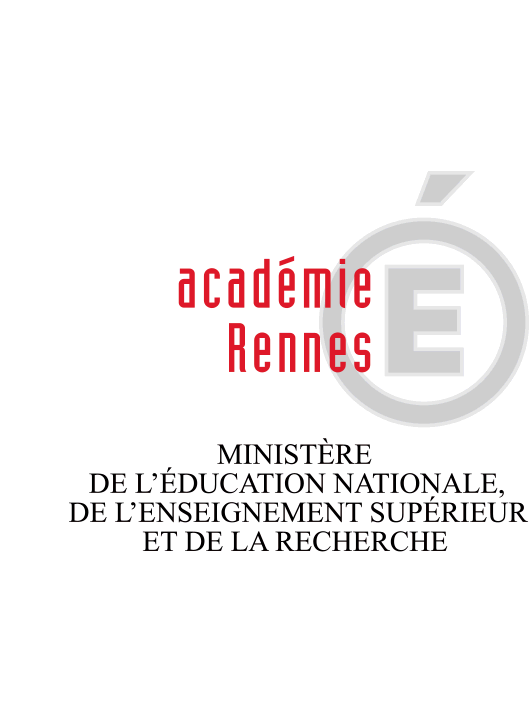 académie
Rennes
É
MINISTÈRE
DE L’ÉDUCATION NATIONALE,
DE L’ENSEIGNEMENT SUPÉRIEUR
ET DE LA RECHERCHE